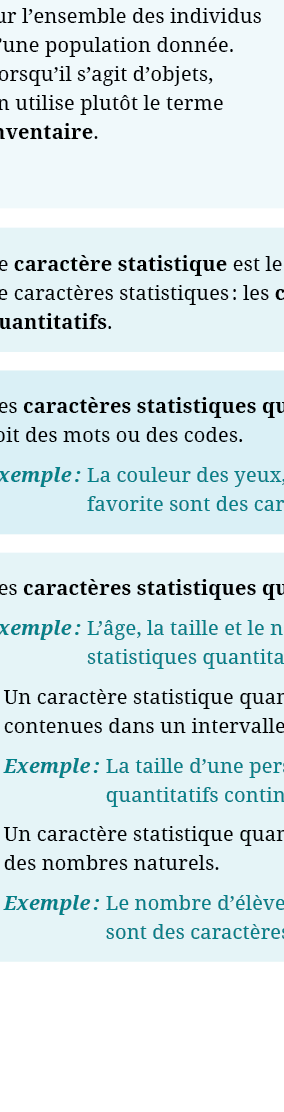 ur l'ensemble des individus
'une population donnée.
orsqu'il s'agit d'objets,
n utilise plutôt le terme
nventaire.
e caractère statistique est le
e caractères statistiques : les c
uantitatifs.
es caractères statistiques qu
oit des mots ou des codes.
xemple : La couleur des yeux,
favorite sont des car
es caractères statistiques qu
xemple : L'âge, la taille et le n
statistiques quantita
Un caractère statistique quan
contenues dans un intervalle
Exemple : La taille d'une pers
quantitatifs contin
Un caractère statistique quan
des nombres naturels.
Exemple : Le nombre d'élève
sont des caractères